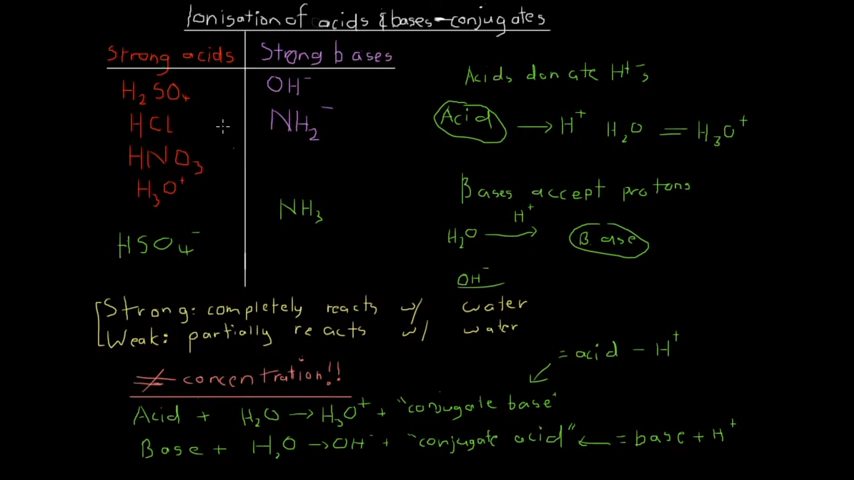 Ionisation of acids & bases - conjugates
Strong acids
Strong bases
H₂SO₄
HCl
HNO₃
H₃O⁺
HSO₄⁻
OH⁻
NH₂⁻
NH₃
Acids donate H⁺'s
Acid → H⁺ H₂O = H₃O⁺
Bases accept protons
H⁺
H₂O → Base
OH⁻
Strong: completely reacts w/ water
Weak: partially reacts w/ water
≠ concentration!!
= acid - H⁺
Acid + H₂O → H₃O⁺ + "conjugate base"
Base + H₂O → OH⁻ + "conjugate acid" ← = base + H⁺